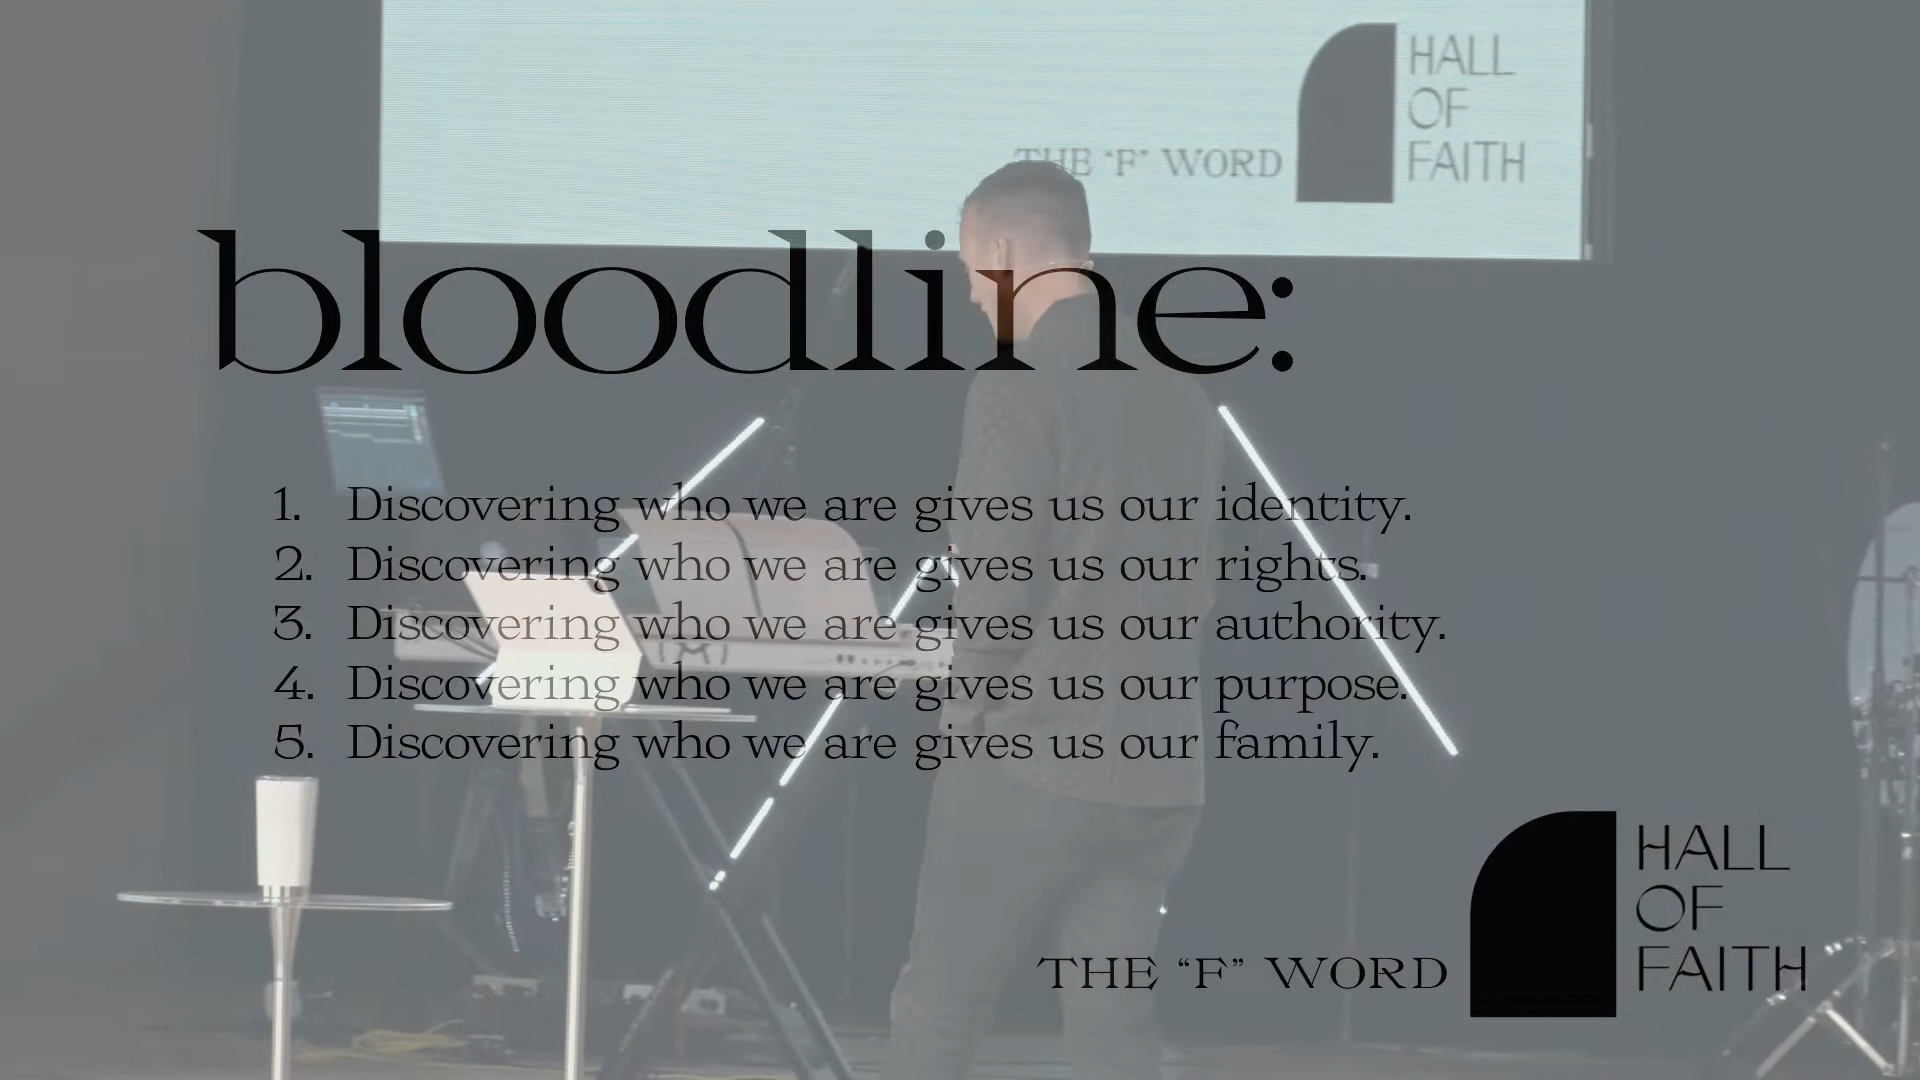 HALL
OF
FAITH
THE "F" WORD
bloodline:
1. Discovering who we are gives us our identity.
2. Discovering who we are gives us our rights.
3. Discovering who we are gives us our authority.
4. Discovering who we are gives us our purpose.
5. Discovering who we are gives us our family.
THE “F” WORD
HALL
OF
FAITH